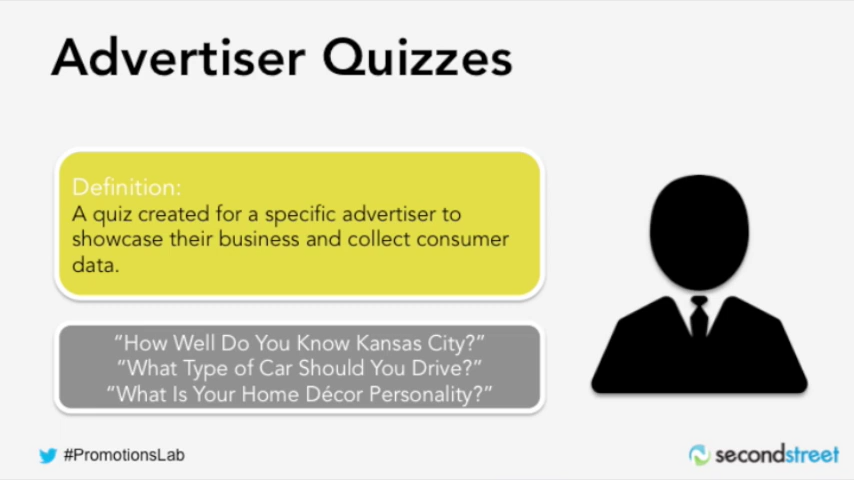 Advertiser Quizzes
Definition:
A quiz created for a specific advertiser to
showcase their business and collect consumer
data.
“How Well Do You Know Kansas City?”
“What Type of Car Should You Drive?”
“What Is Your Home Décor Personality?”
#PromotionsLab
secondstreet